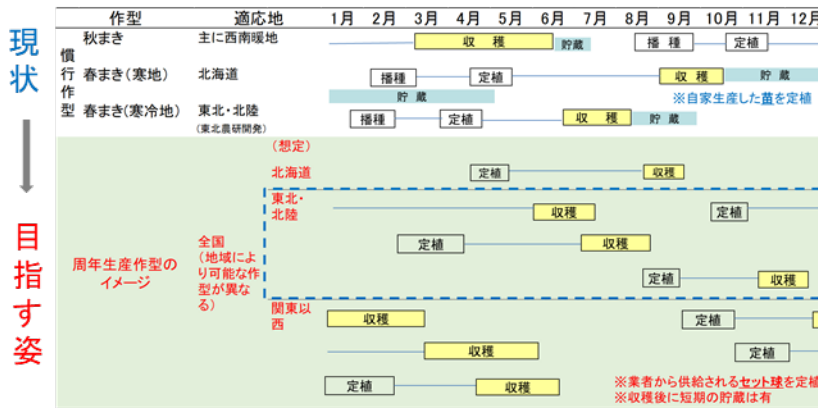 作型 適応地 1月 2月 3月 4月 5月 6月 7月 8月 9月 10月 11月 12月
現状
慣行作型
秋まき 主に西南暖地 収穫 貯蔵 播種 定植
春まき(寒地) 北海道 播種 定植 収穫 貯蔵
貯蔵 ※自家生産した苗を定植
春まき(寒冷地) 東北・北陸 播種 定植 収穫 貯蔵
(東北農研開発)
目指す姿
周年生産作型の
イメージ
全国
(地域によ
り可能な作
型が異な
る)
(想定)
北海道 定植 収穫
東北・
北陸 収穫 定植
定植 収穫
定植 収穫
関東以
西
収穫 定植
収穫 定植
定植 収穫
※業者から供給されるセット球を定植
※収穫後に短期の貯蔵は有